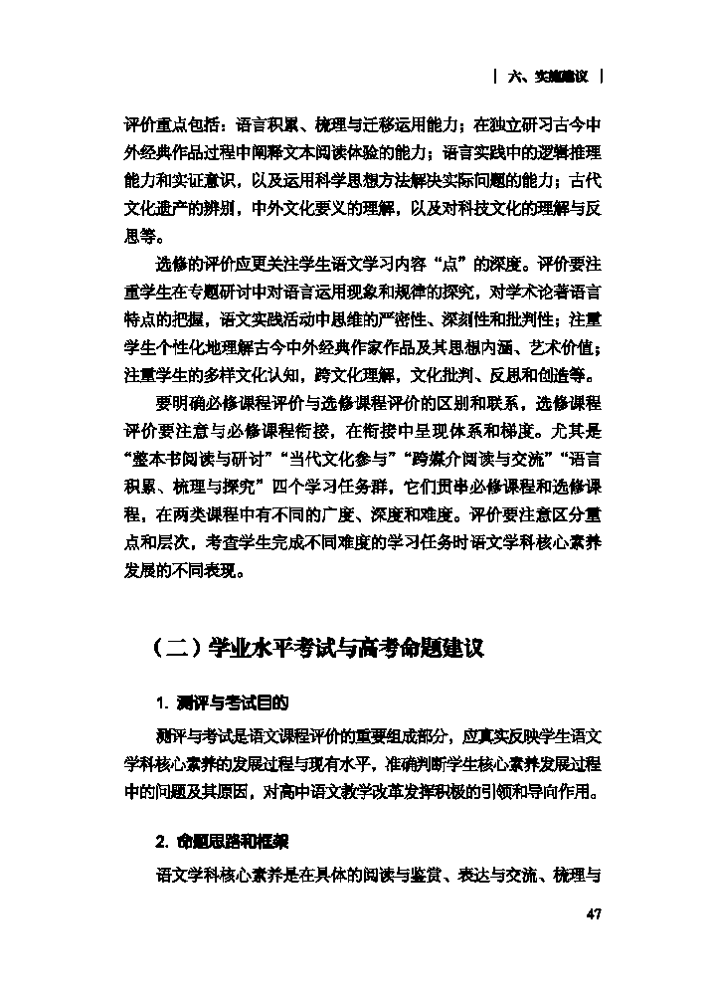 六、实施建议
评价重点包括：语言积累、梳理与迁移运用能力；在独立研习古今中
外经典作品过程中阐释文本阅读体验的能力；语言实践中的逻辑推理
能力和实证意识，以及运用科学思想方法解决实际问题的能力；古代
文化遗产的辨别，中外文化要义的理解，以及对科技文化的理解与反
思等。
选修的评价应更关注学生语文学习内容“点”的深度。评价要注
重学生在专题研讨中对语言运用现象和规律的探究，对学术论著语言
特点的把握，语文实践活动中思维的严密性、深刻性和批判性；注重
学生个性化地理解古今中外经典作家作品及其思想内涵、艺术价值；
注重学生的多样文化认知，跨文化理解，文化批判、反思和创造等。
要明确必修课程评价与选修课程评价的区别和联系，选修课程
评价要注意与必修课程衔接，在衔接中呈现体系和梯度。尤其是
“整本书阅读与研讨”“当代文化参与”“跨媒介阅读与交流”“语言
积累、梳理与探究”四个学习任务群，它们贯串必修课程和选修课
程，在两类课程中有不同的广度、深度和难度。评价要注意区分重
点和层次，考查学生完成不同难度的学习任务时语文学科核心素养
发展的不同表现。
（二）学业水平考试与高考命题建议
1. 测评与考试目的
测评与考试是语文课程评价的重要组成部分，应真实反映学生语文
学科核心素养的发展过程与现有水平，准确判断学生核心素养发展过程
中的问题及其原因，对高中语文教学改革发挥积极的引领和导向作用。
2. 命题思路和框架
语文学科核心素养是在具体的阅读与鉴赏、表达与交流、梳理与
47